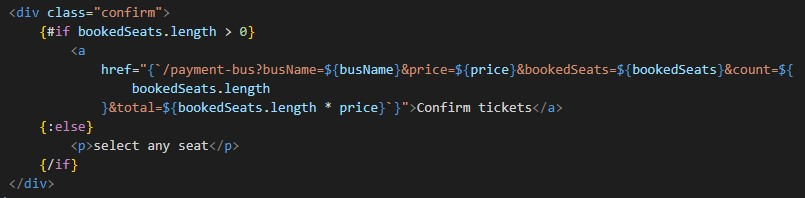 <div class="confirm">
    {#if bookedSeats.length > 0}
        <a
            href="{`/payment-bus?busName=${busName}&price=${price}&bookedSeats=${bookedSeats}&count=${
                bookedSeats.length
            }&total=${bookedSeats.length * price}`}">Confirm tickets</a>
    {:else}
        <p>select any seat</p>
    {/if}
</div>